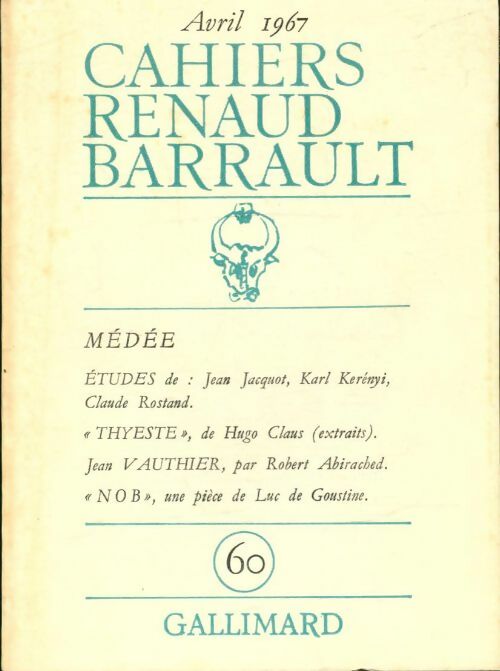 Avril 1967
CAHIERS
RENAUD
BARRAULT
MÉDÉE
ÉTUDES de : Jean Jacquot, Karl Kerényi,
Claude Rostand.
« THYESTE », de Hugo Claus (extraits).
Jean VAUTHIER, par Robert Abirached.
« NOB », une pièce de Luc de Goustine.
60
GALLIMARD